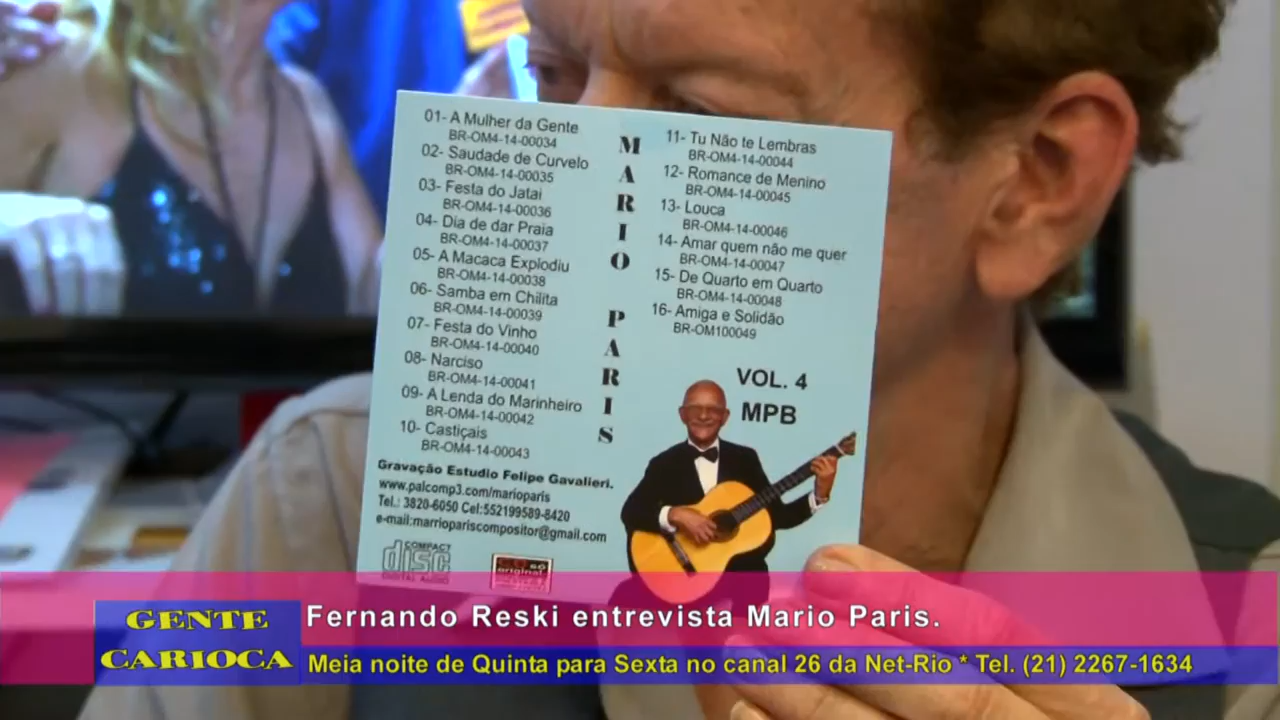 01- A Mulher da Gente
BR-OM4-14-00034
02- Saudade de Curvelo
BR-OM4-14-00035
03- Festa do Jatai
BR-OM4-14-00036
04- Dia de dar Praia
BR-OM4-14-00037
05- A Macaca Explodiu
BR-OM4-14-00038
06- Samba em Chilita
BR-OM4-14-00039
07- Festa do Vinho
BR-OM4-14-00040
08- Narciso
BR-OM4-14-00041
09- A Lenda do Marinheiro
BR-OM4-14-00042
10- Castiçais
BR-OM4-14-00043
MARIO PARIS
11- Tu Não te Lembras
BR-OM4-14-00044
12- Romance de Menino
BR-OM4-14-00045
13- Louca
BR-OM4-14-00046
14- Amar quem não me quer
BR-OM4-14-00047
15- De Quarto em Quarto
BR-OM4-14-00048
16- Amiga e Solidão
BR-OM100049
VOL. 4
MPB
Gravação Estudio Felipe Gavalieri.
www.palcomp3.com/marioparis
Tel.: 3820-6050 Cel:552199589-8420
e-mail:marriopariscompositor@gmail.com
COMPACT
disc
DIGITAL AUDIO
só
original
GENTE
CARIOCA
Fernando Reski entrevista Mario Paris.
Meia noite de Quinta para Sexta no canal 26 da Net-Rio * Tel. (21) 2267-1634